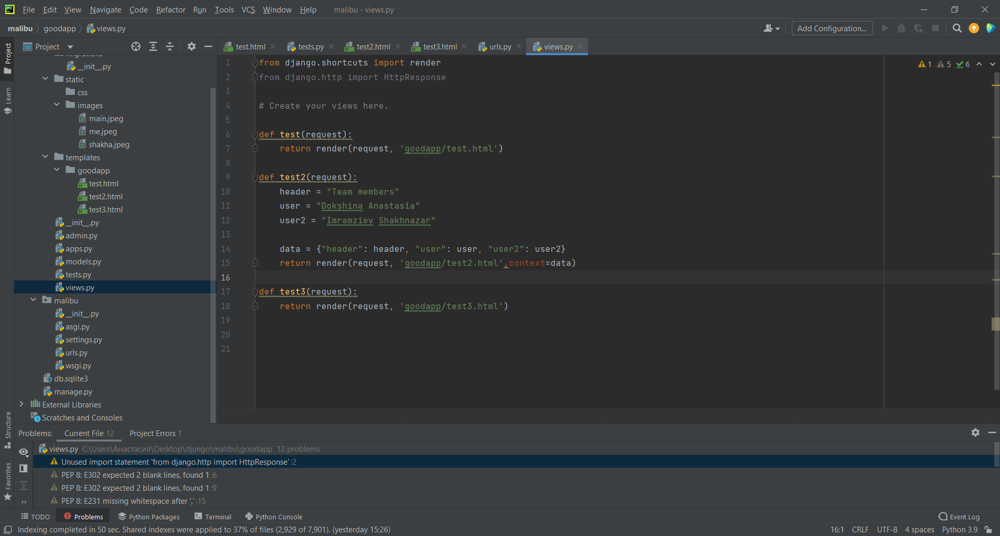 File Edit View Navigate Code Refactor Run Tools VCS Window Help malibu - views.py
malibu goodapp views.py Add Configuration...
Project test.html tests.py test2.html test3.html urls.py views.py
Project
Learn
Structure
Favorites
migrations
__init__.py
static
css
images
main.jpeg
me.jpeg
shakha.jpeg
templates
goodapp
test.html
test2.html
test3.html
__init__.py
admin.py
apps.py
models.py
tests.py
views.py
malibu
__init__.py
asgi.py
settings.py
urls.py
wsgi.py
db.sqlite3
manage.py
External Libraries
Scratches and Consoles
1 5 6
1 from django.shortcuts import render
2 from django.http import HttpResponse
3
4 # Create your views here.
5
6 def test(request):
7 return render(request, 'goodapp/test.html')
8
9 def test2(request):
10 header = "Team members"
11 user = "Dokshina Anastasia"
12 user2 = "Imramziev Shakhnazar"
13
14 data = {"header": header, "user": user, "user2": user2}
15 return render(request, 'goodapp/test2.html',context=data)
16
17 def test3(request):
18 return render(request, 'goodapp/test3.html')
19
20
21
Problems: Current File 12 Project Errors 1
views.py C:\Users\Анастасия\Desktop\djungo\malibu\goodapp 12 problems
Unused import statement 'from django.http import HttpResponse' :2
PEP 8: E302 expected 2 blank lines, found 1 :6
PEP 8: E302 expected 2 blank lines, found 1 :9
PEP 8: E231 missing whitespace after ',' :15
TODO Problems Python Packages Terminal Python Console Event Log
Indexing completed in 50 sec. Shared indexes were applied to 37% of files (2,929 of 7,901). (yesterday 15:26) 16:1 CRLF UTF-8 4 spaces Python 3.9